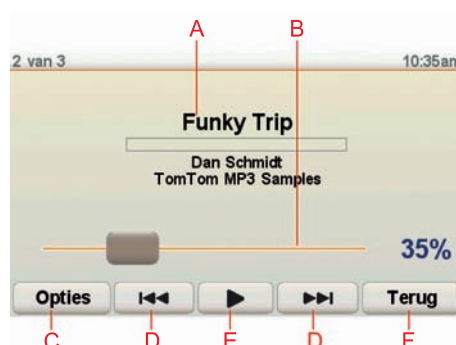 A B
2 van 3 10:35am
Funky Trip
Dan Schmidt
TomTom MP3 Samples
35%
Opties Terug
C D E D F